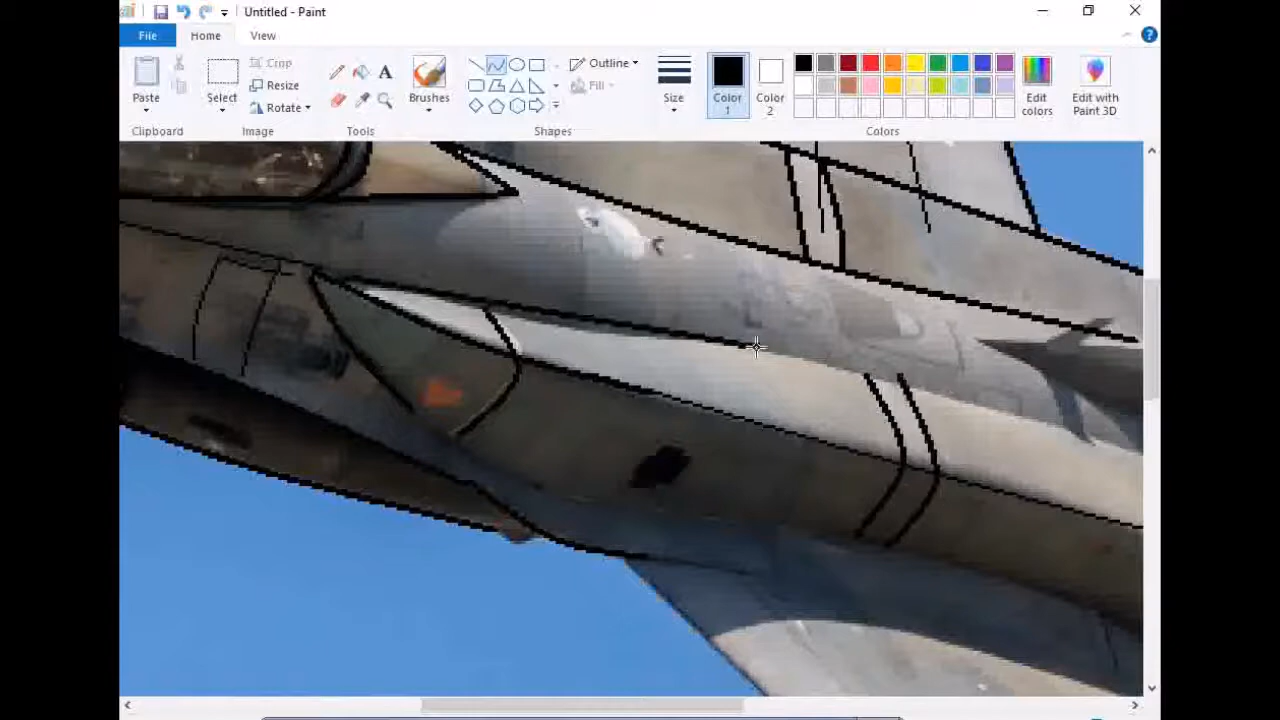 Untitled - Paint
File Home View
Crop Outline
Resize Fill
Paste Select Rotate Brushes Size Color 1 Color 2 Edit colors Edit with Paint 3D
Clipboard Image Tools Shapes Colors